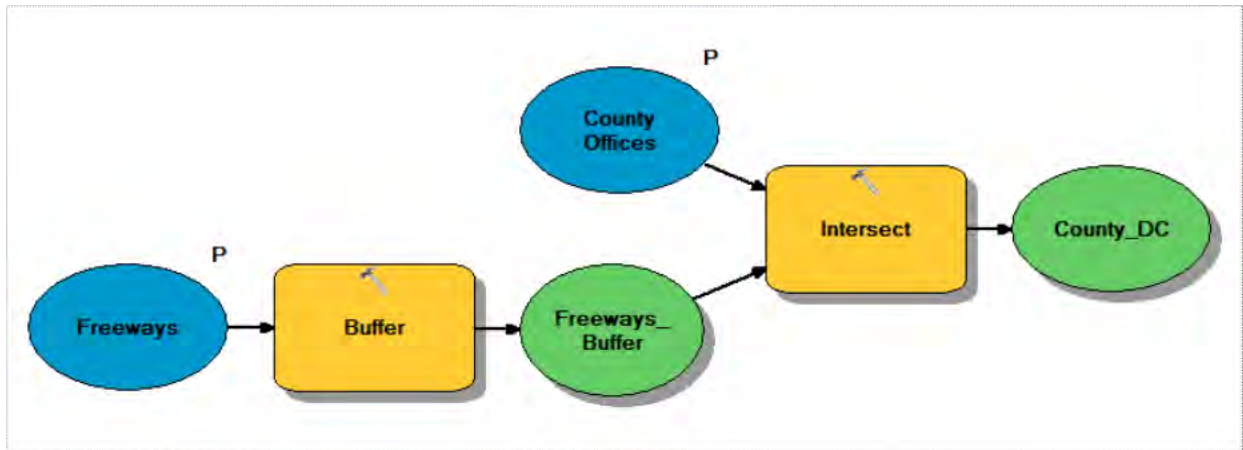 P
County
Offices
Intersect
County_DC
P
Freeways
Buffer
Freeways_
Buffer